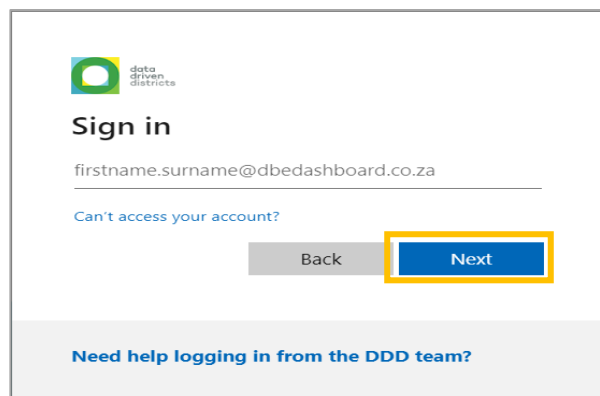 data
driven
districts
Sign in
firstname.surname@dbedashboard.co.za
Can't access your account?
Back
Next
Need help logging in from the DDD team?